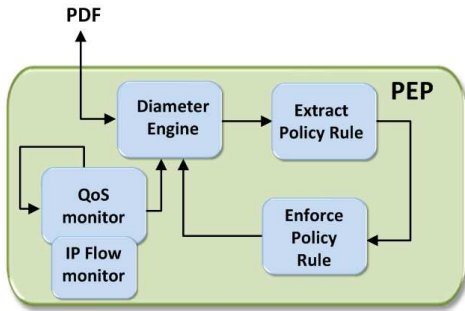 PDF
PEP
Diameter
Engine
Extract
Policy Rule
QoS
monitor
IP Flow
monitor
Enforce
Policy
Rule